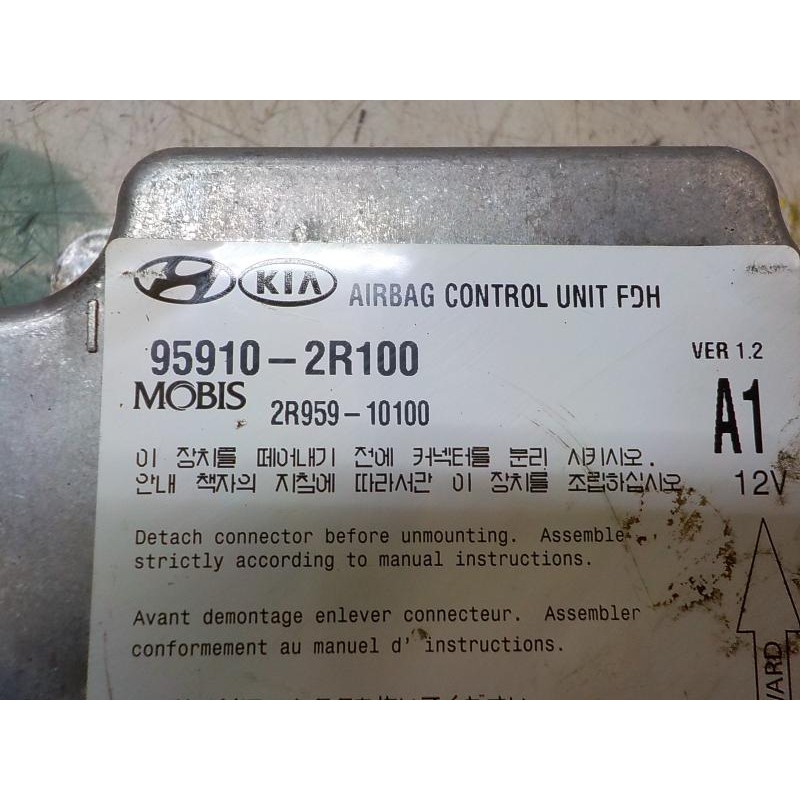 KIA AIRBAG CONTROL UNIT FDH
95910-2R100 VER 1.2
MOBIS 2R959-10100 A1
이 장치를 떼어내기 전에 커넥터를 분리 시키시오.
안내 책자의 지침에 따라서만 이 장치를 조립하십시오 12V
Detach connector before unmounting. Assemble
strictly according to manual instructions.
Avant demontage enlever connecteur. Assembler
conformement au manuel d' instructions.